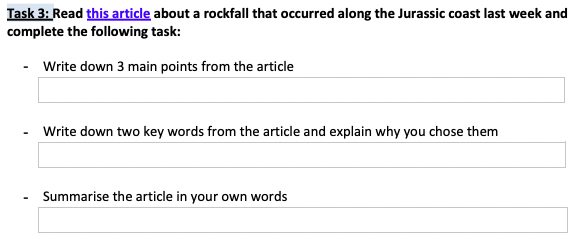 Task 3: Read this article about a rockfall that occurred along the Jurassic coast last week and
complete the following task:
- Write down 3 main points from the article
- Write down two key words from the article and explain why you chose them
- Summarise the article in your own words